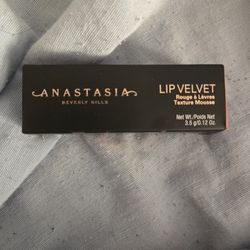 ANASTASIA
BEVERLY HILLS
LIP VELVET
Rouge à Lèvres
Texture Mousse
Net Wt./Poids Net
3.5 g/0.12 Oz.